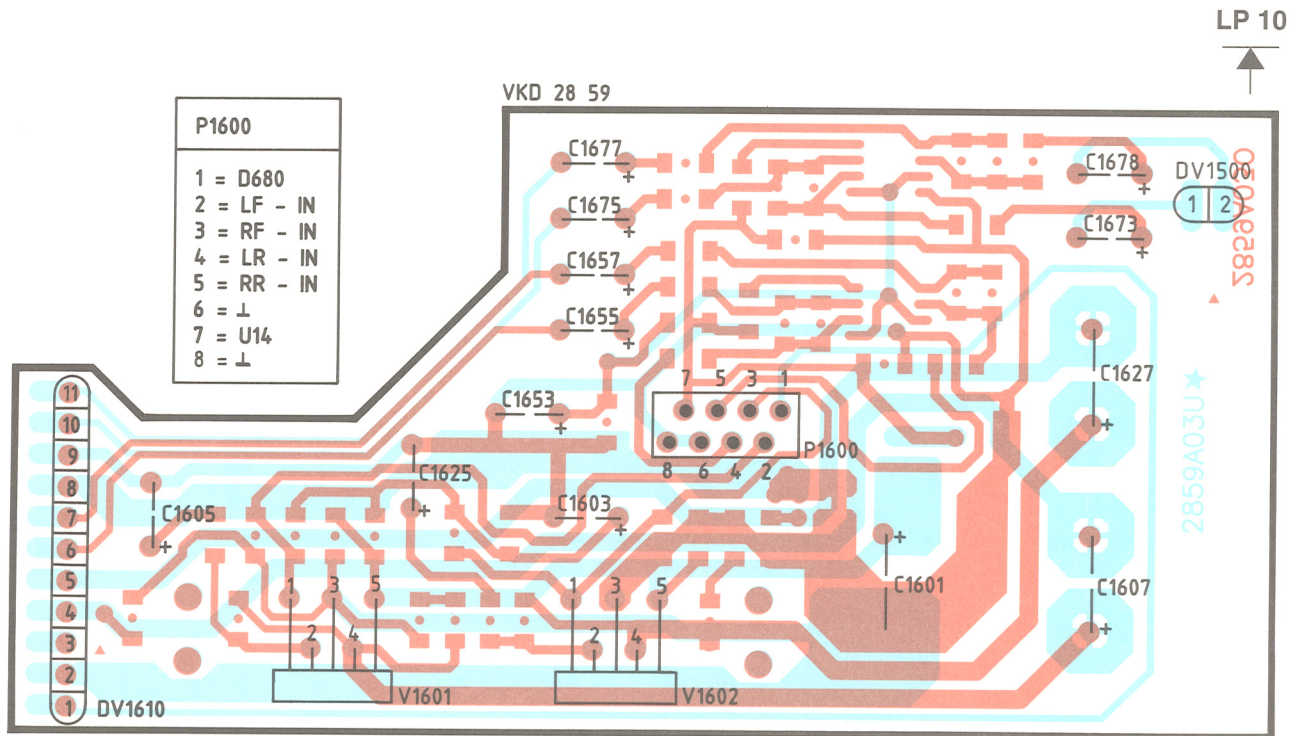 LP 10
VKD 28 59
P1600
1 = D680
2 = LF - IN
3 = RF - IN
4 = LR - IN
5 = RR - IN
6 = ⊥
7 = U14
8 = ⊥
C1677
+
C1678
+
DV1500
1 2
C1675
+
C1673
+
2859A030
C1657
+
C1655
+
C1627
+
7 5 3 1
P1600
8 6 4 2
C1653
+
C1625
+
C1603
+
C1605
+
C1601
+
C1607
+
2859A03U★
11
10
9
8
7
6
5
4
3
2
1
DV1610
1 3 5
2 4
V1601
1 3 5
2 4
V1602